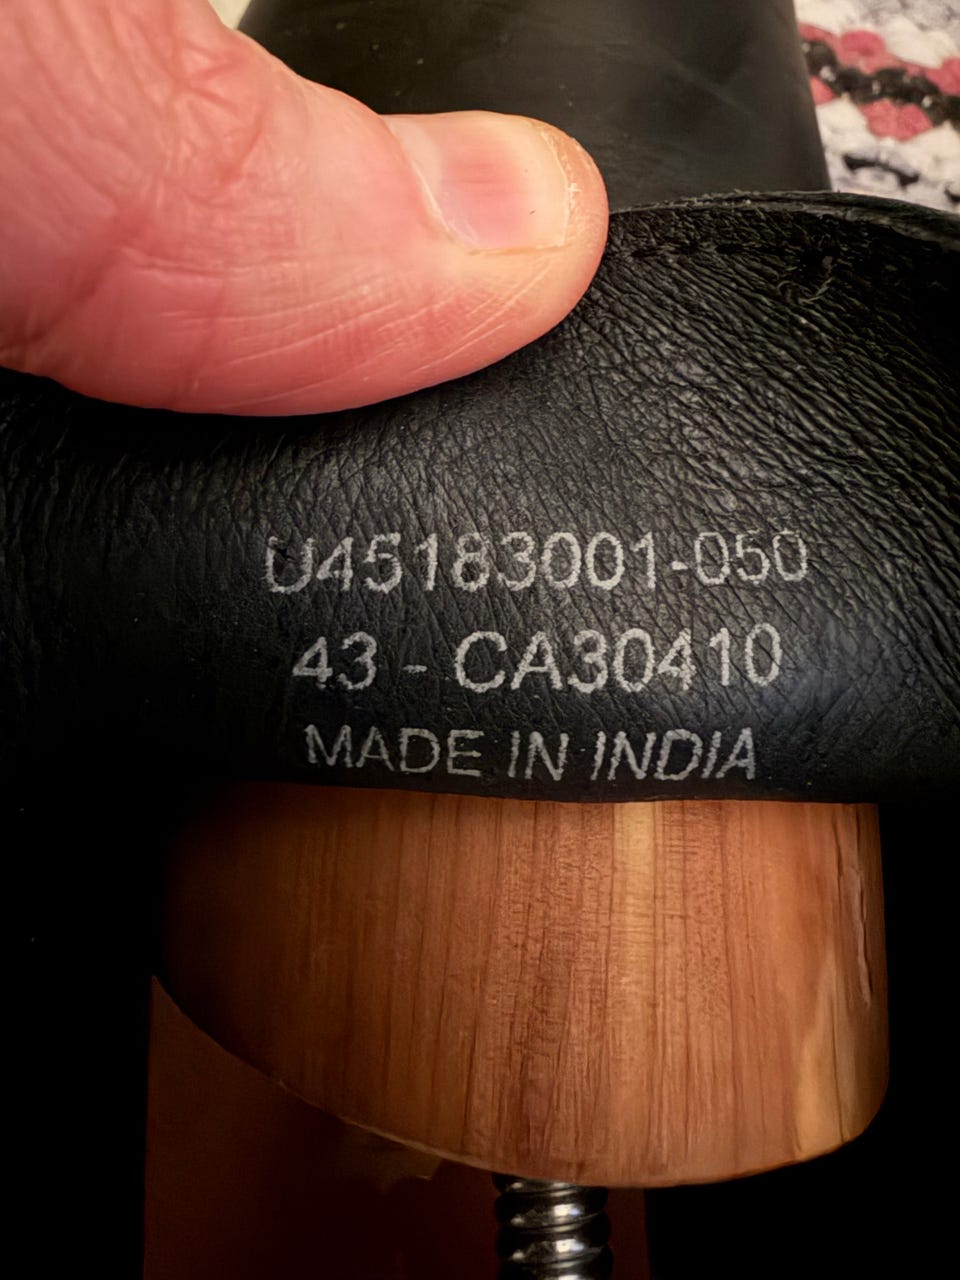 U45183001-050
43 - CA30410
MADE IN INDIA